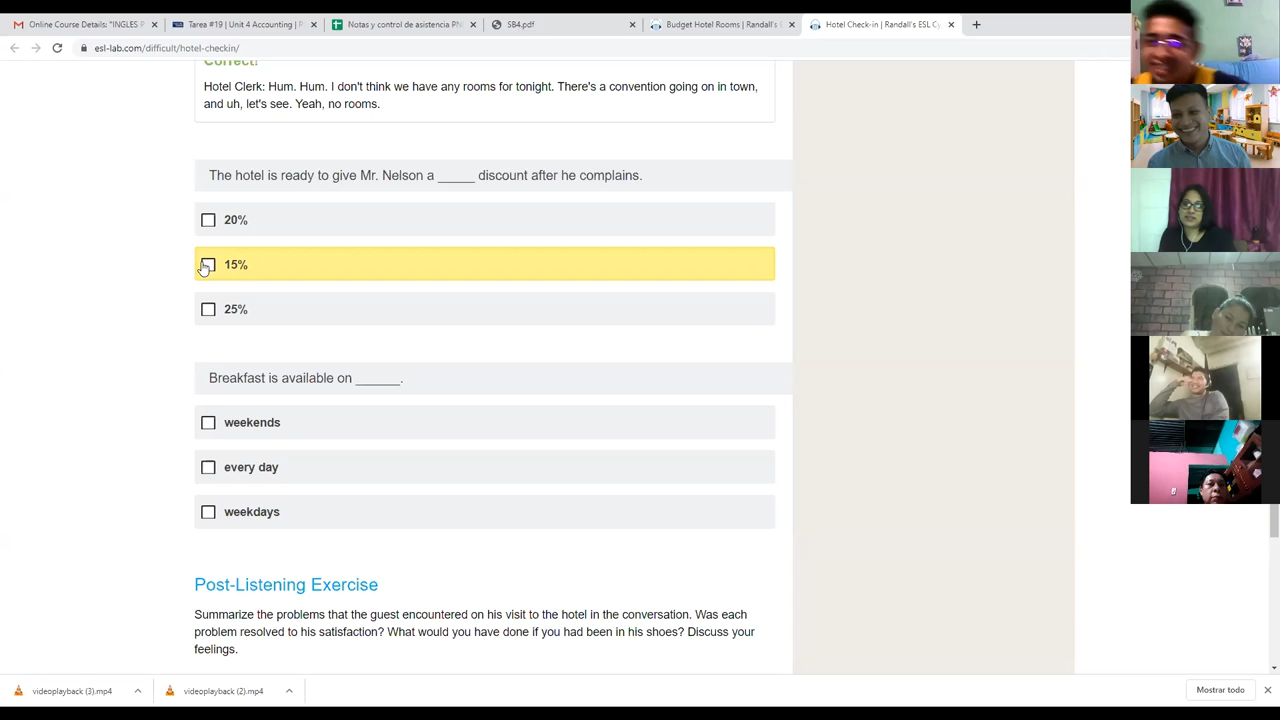 Online Course Details: "INGLES P
Tarea #19 | Unit 4 Accounting | P
Notas y control de asistencia PN
SB4.pdf
Budget Hotel Rooms | Randall's E
Hotel Check-in | Randall's ESL Cy
esl-lab.com/difficult/hotel-checkin/
Correct!
Hotel Clerk: Hum. Hum. I don't think we have any rooms for tonight. There's a convention going on in town,
and uh, let's see. Yeah, no rooms.
The hotel is ready to give Mr. Nelson a _____ discount after he complains.
20%
15%
25%
Breakfast is available on _______.
weekends
every day
weekdays
Post-Listening Exercise
Summarize the problems that the guest encountered on his visit to the hotel in the conversation. Was each
problem resolved to his satisfaction? What would you have done if you had been in his shoes? Discuss your
feelings.
videoplayback (3).mp4
videoplayback (2).mp4
Mostrar todo